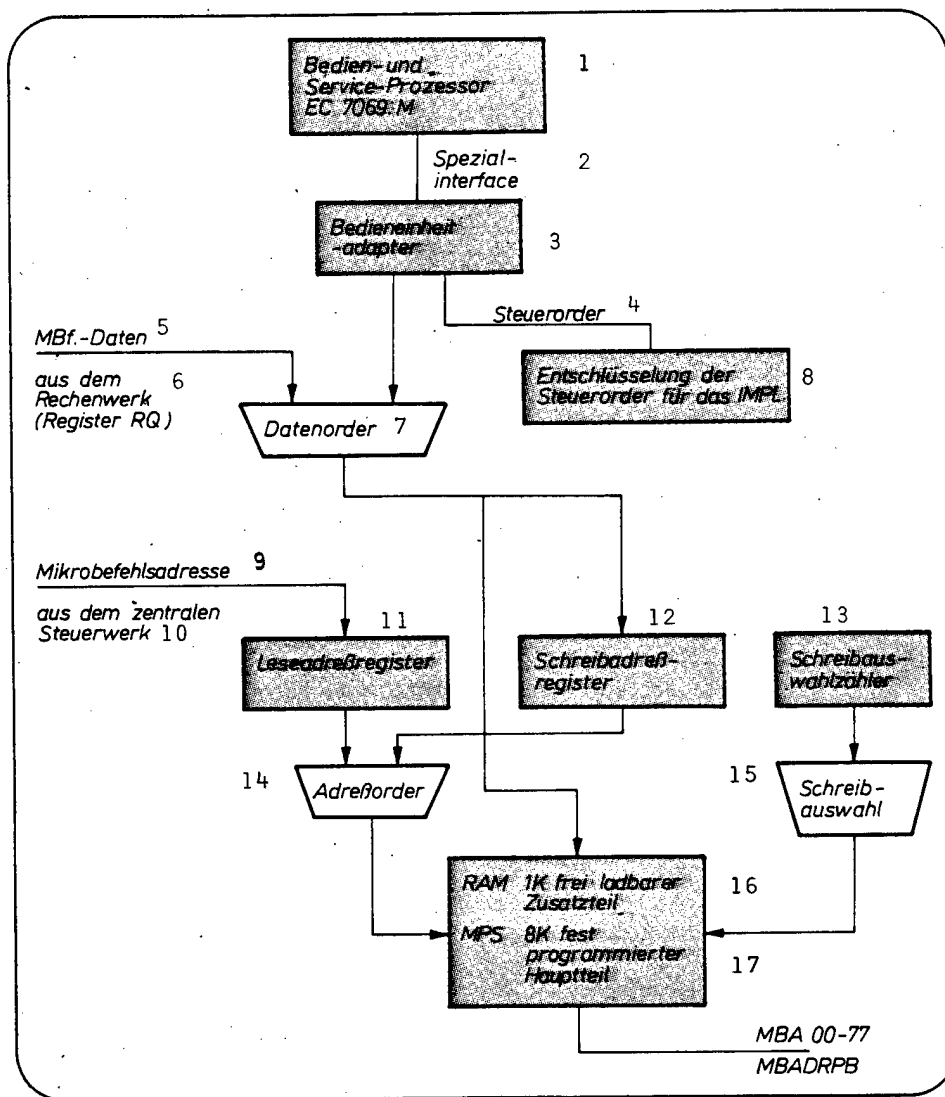 Bedien- und
Service-Prozessor
EC 7069.M
1
Spezial-
interface
2
Bedieneinheit
-adapter
3
Steuerorder
4
MBf.-Daten
5
aus dem
Rechenwerk
(Register RQ)
6
Datenorder
7
Entschlüsselung der
Steuerorder für das IMPL
8
Mikrobefehlsadresse
9
aus dem zentralen
Steuerwerk
10
11
Leseadreßregister
12
Schreibadreß-
register
13
Schreibaus-
wahlzähler
14
Adreßorder
15
Schreib-
auswahl
RAM 1K frei ladbarer
Zusatzteil
16
MPS 8K fest
programmierter
Hauptteil
17
MBA 00-77
MBADRPB